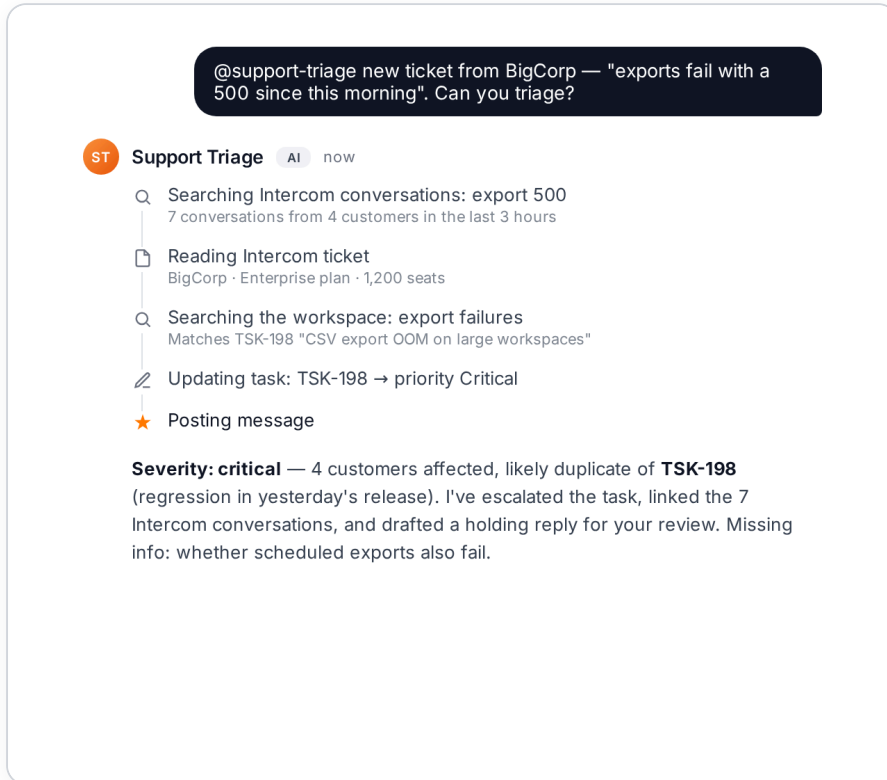 @support-triage new ticket from BigCorp — "exports fail with a
500 since this morning". Can you triage?
ST Support Triage AI now
Searching Intercom conversations: export 500
7 conversations from 4 customers in the last 3 hours
Reading Intercom ticket
BigCorp · Enterprise plan · 1,200 seats
Searching the workspace: export failures
Matches TSK-198 "CSV export OOM on large workspaces"
Updating task: TSK-198 → priority Critical
Posting message
Severity: critical — 4 customers affected, likely duplicate of TSK-198
(regression in yesterday's release). I've escalated the task, linked the 7
Intercom conversations, and drafted a holding reply for your review. Missing
info: whether scheduled exports also fail.